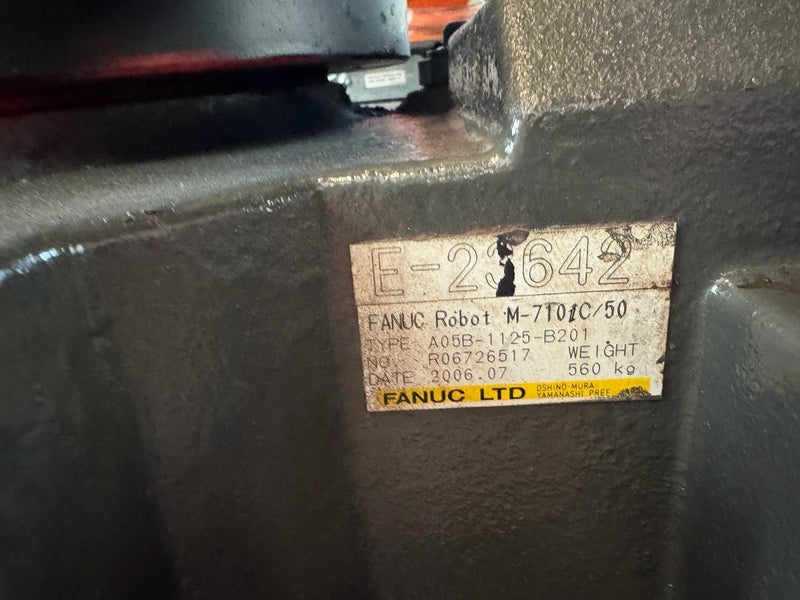 E-23642
FANUC Robot M-710iC/50
TYPE A05B-1125-B201
NO. R06726517 WEIGHT
DATE 2006.07 560 kg
FANUC LTD OSHINO-MURA
YAMANASHI PREF